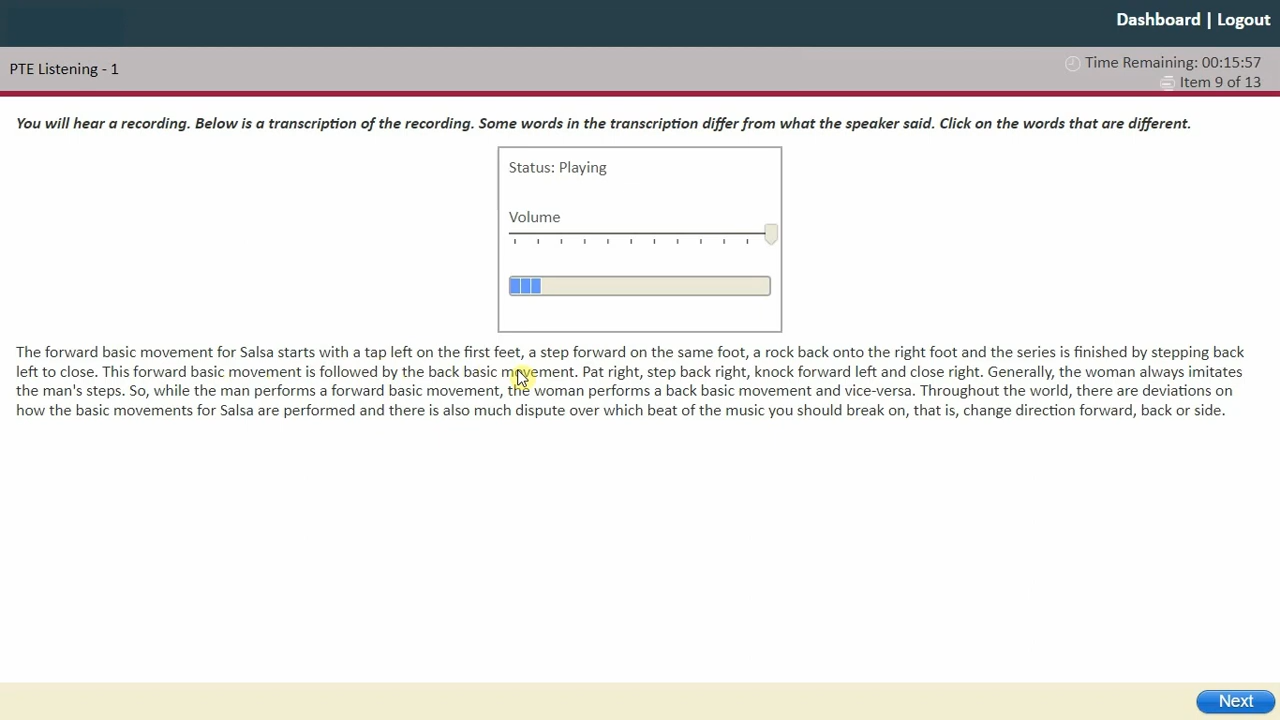 Dashboard | Logout
PTE Listening - 1
Time Remaining: 00:15:57
Item 9 of 13
You will hear a recording. Below is a transcription of the recording. Some words in the transcription differ from what the speaker said. Click on the words that are different.
Status: Playing
Volume
The forward basic movement for Salsa starts with a tap left on the first feet, a step forward on the same foot, a rock back onto the right foot and the series is finished by stepping back
left to close. This forward basic movement is followed by the back basic movement. Pat right, step back right, knock forward left and close right. Generally, the woman always imitates
the man's steps. So, while the man performs a forward basic movement, the woman performs a back basic movement and vice-versa. Throughout the world, there are deviations on
how the basic movements for Salsa are performed and there is also much dispute over which beat of the music you should break on, that is, change direction forward, back or side.
Next